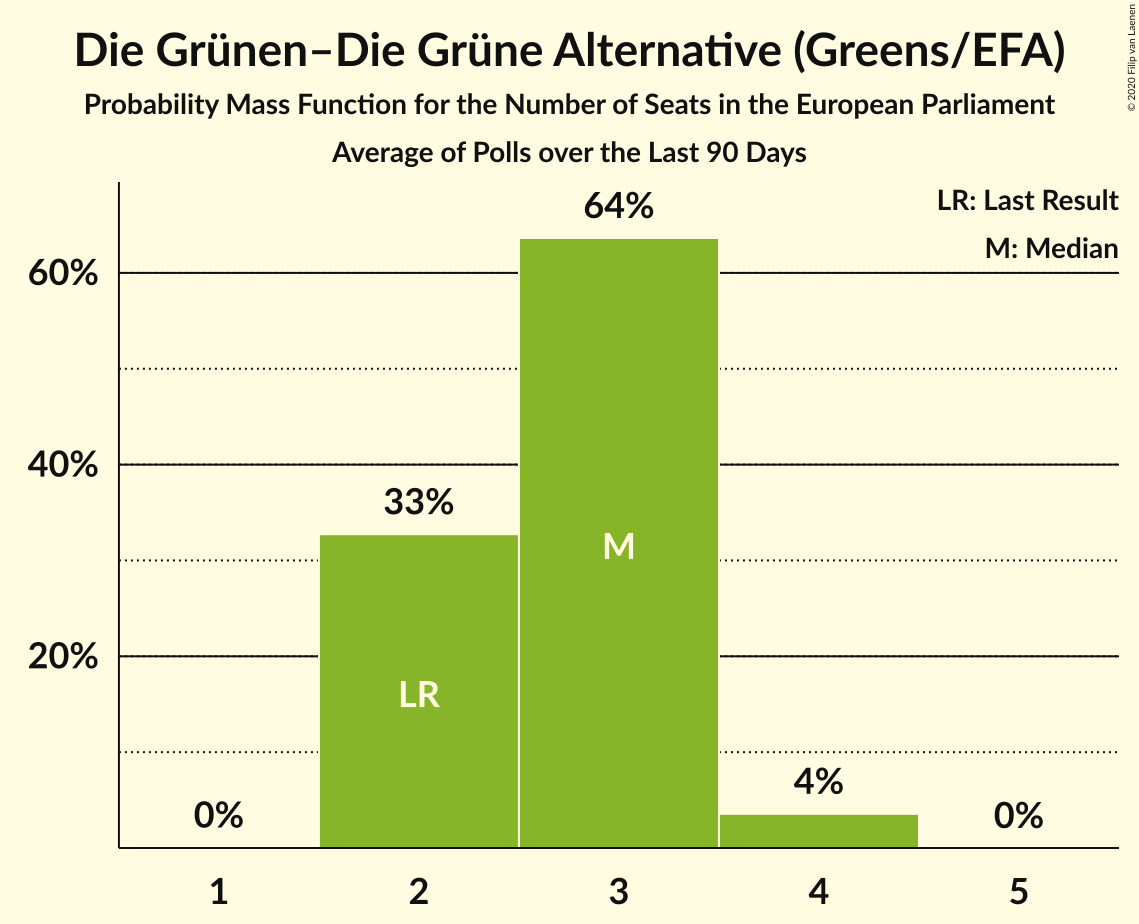 Die Grünen–Die Grüne Alternative (Greens/EFA)
Probability Mass Function for the Number of Seats in the European Parliament
Average of Polls over the Last 90 Days
© 2020 Filip van Laenen
LR: Last Result
M: Median
60%
40%
20%
0%
33%
64%
4%
0%
LR
M
1 2 3 4 5